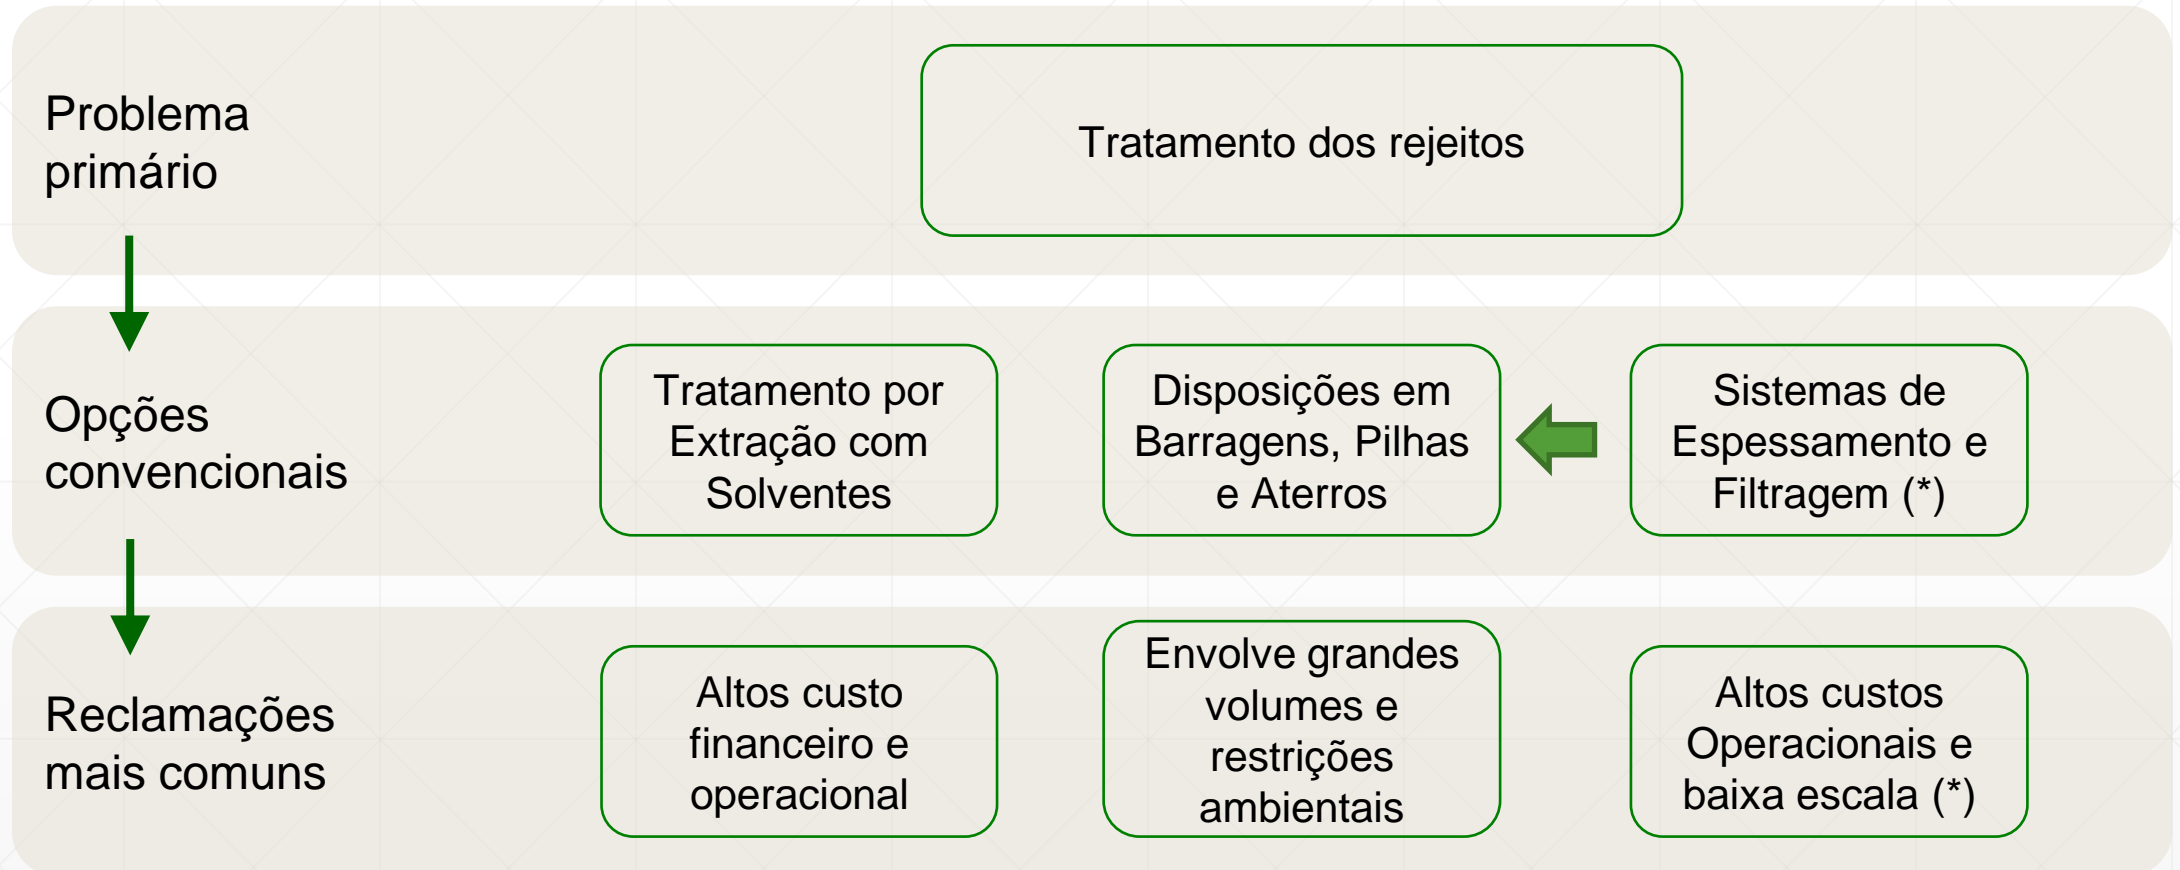 Problema
primário
Tratamento dos rejeitos
Opções
convencionais
Tratamento por
Extração com
Solventes
Disposições em
Barragens, Pilhas
e Aterros
Sistemas de
Espessamento e
Filtragem (*)
Reclamações
mais comuns
Altos custo
financeiro e
operacional
Envolve grandes
volumes e
restrições
ambientais
Altos custos
Operacionais e
baixa escala (*)